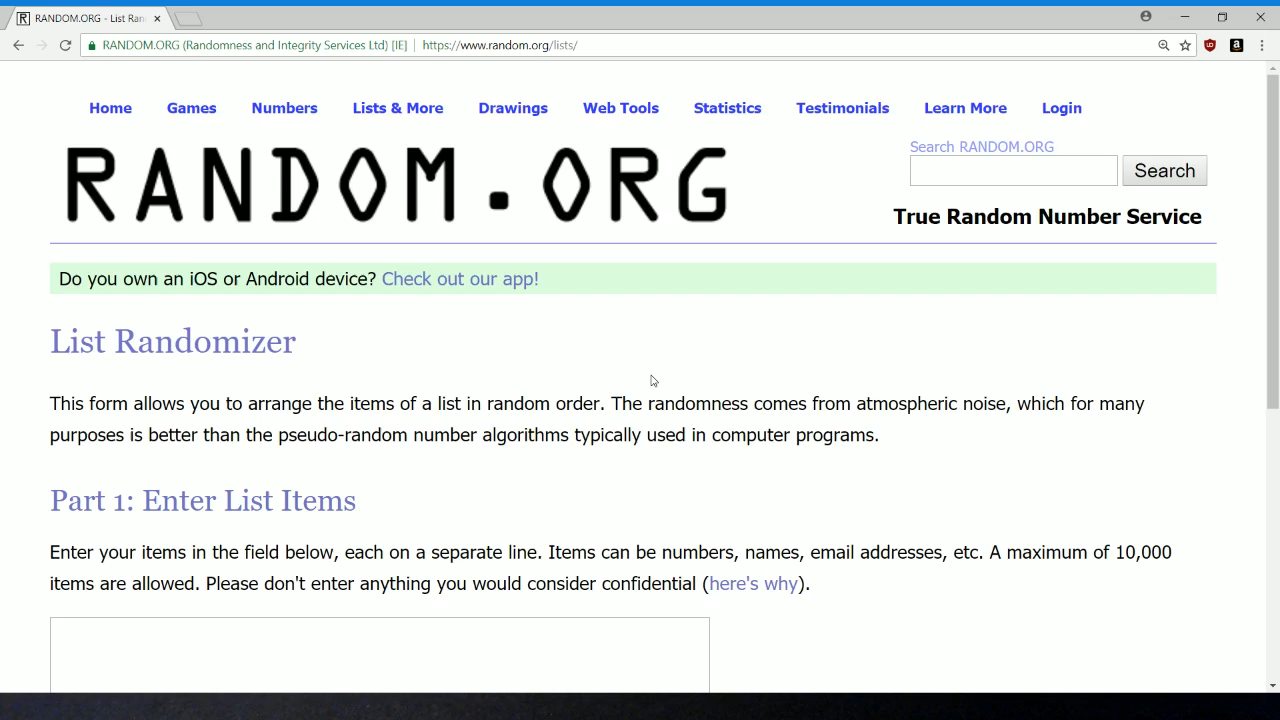 RANDOM.ORG - List Ran
RANDOM.ORG (Randomness and Integrity Services Ltd) [IE] | https://www.random.org/lists/
Home Games Numbers Lists & More Drawings Web Tools Statistics Testimonials Learn More Login
RANDOM.ORG
Search RANDOM.ORG
Search
True Random Number Service
Do you own an iOS or Android device? Check out our app!
List Randomizer
This form allows you to arrange the items of a list in random order. The randomness comes from atmospheric noise, which for many
purposes is better than the pseudo-random number algorithms typically used in computer programs.
Part 1: Enter List Items
Enter your items in the field below, each on a separate line. Items can be numbers, names, email addresses, etc. A maximum of 10,000
items are allowed. Please don't enter anything you would consider confidential (here's why).